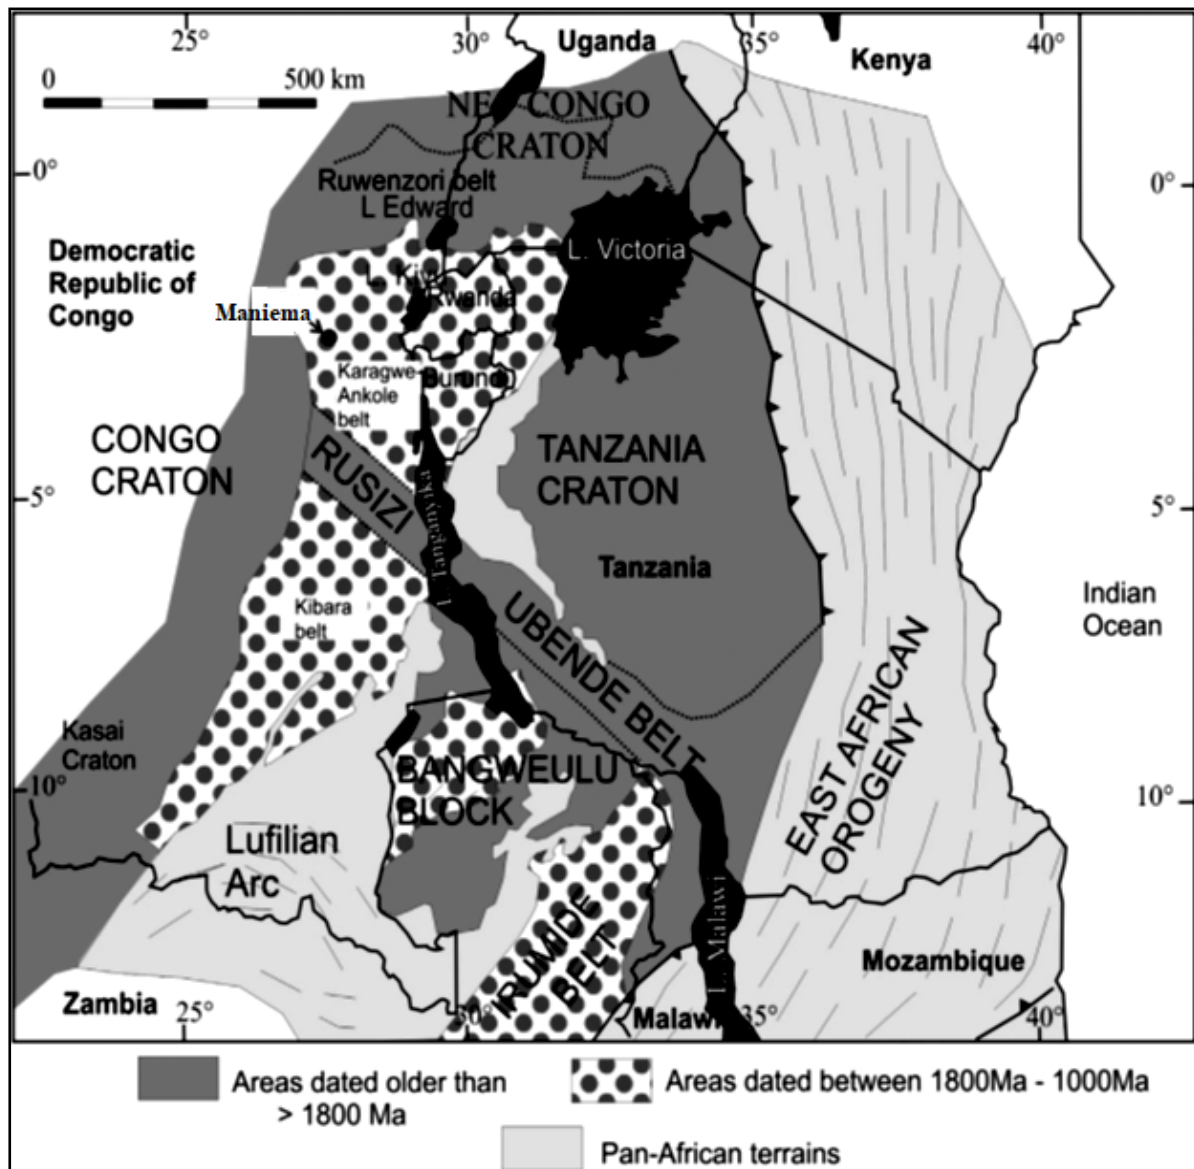 25°
30°
Uganda
35°
Kenya
40°
0
500 km
NE CONGO
CRATON
0°
0°
Ruwenzori belt
L Edward
Democratic
Republic of
Congo
L. Victoria
Rwanda
Maniema
Karagwe-
Ankole
belt
Burundi
CONGO
CRATON
RUSIZI
TANZANIA
CRATON
5°
5°
L. Tanganyika
Tanzania
Kibara
belt
UBENDE BELT
Indian
Ocean
EAST AFRICAN
OROGENY
Kasai
Craton
BANGWEULU
BLOCK
10°
10°
Lufilian
Arc
IRUMIDE
BELT
L. Malawi
Mozambique
Zambia
25°
30°
Malawi
35°
40°
Areas dated older than
> 1800 Ma
Areas dated between 1800Ma - 1000Ma
Pan-African terrains